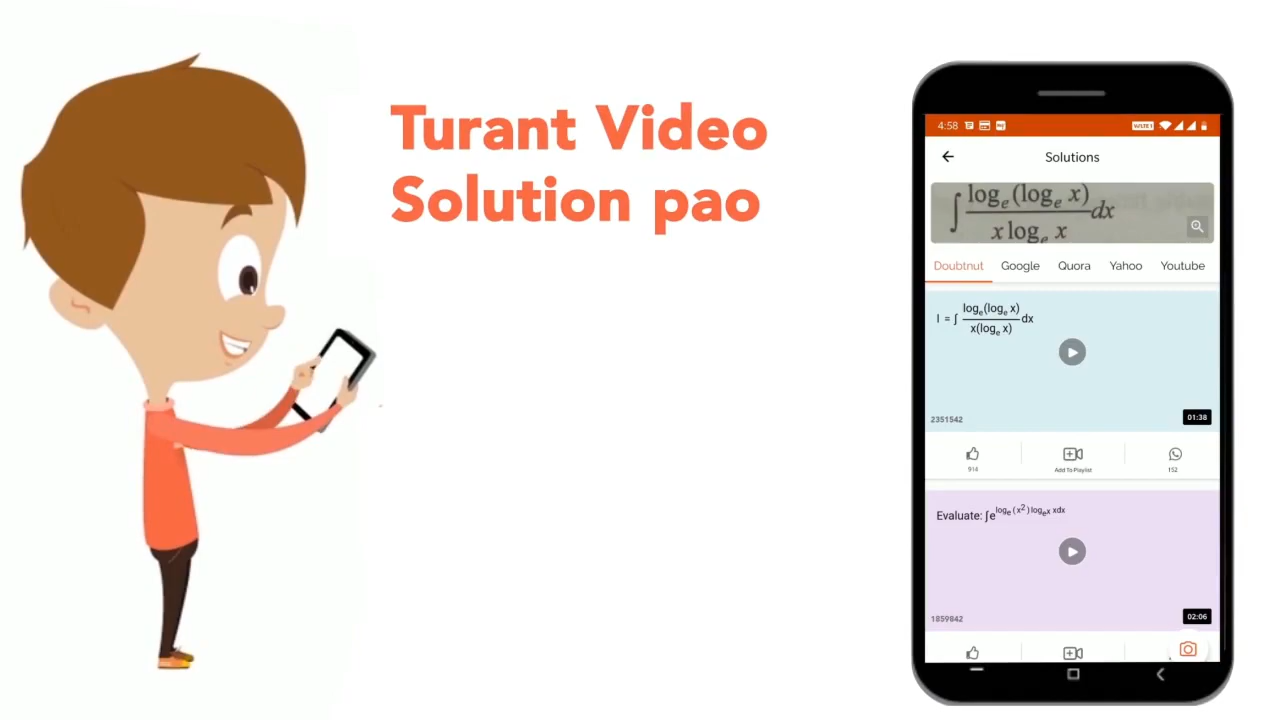 Turant Video
Solution pao
4:58
VoLTE1
Solutions
∫ logₑ(logₑ x) / x logₑ x dx
Doubtnut Google Quora Yahoo Youtube
I = ∫ logₑ(logₑ x) / x(logₑ x) dx
2351542 01:38
914 Add To Playlist 152
Evaluate: ∫e^logₑ(x²)logₑx xdx
1859842 02:06